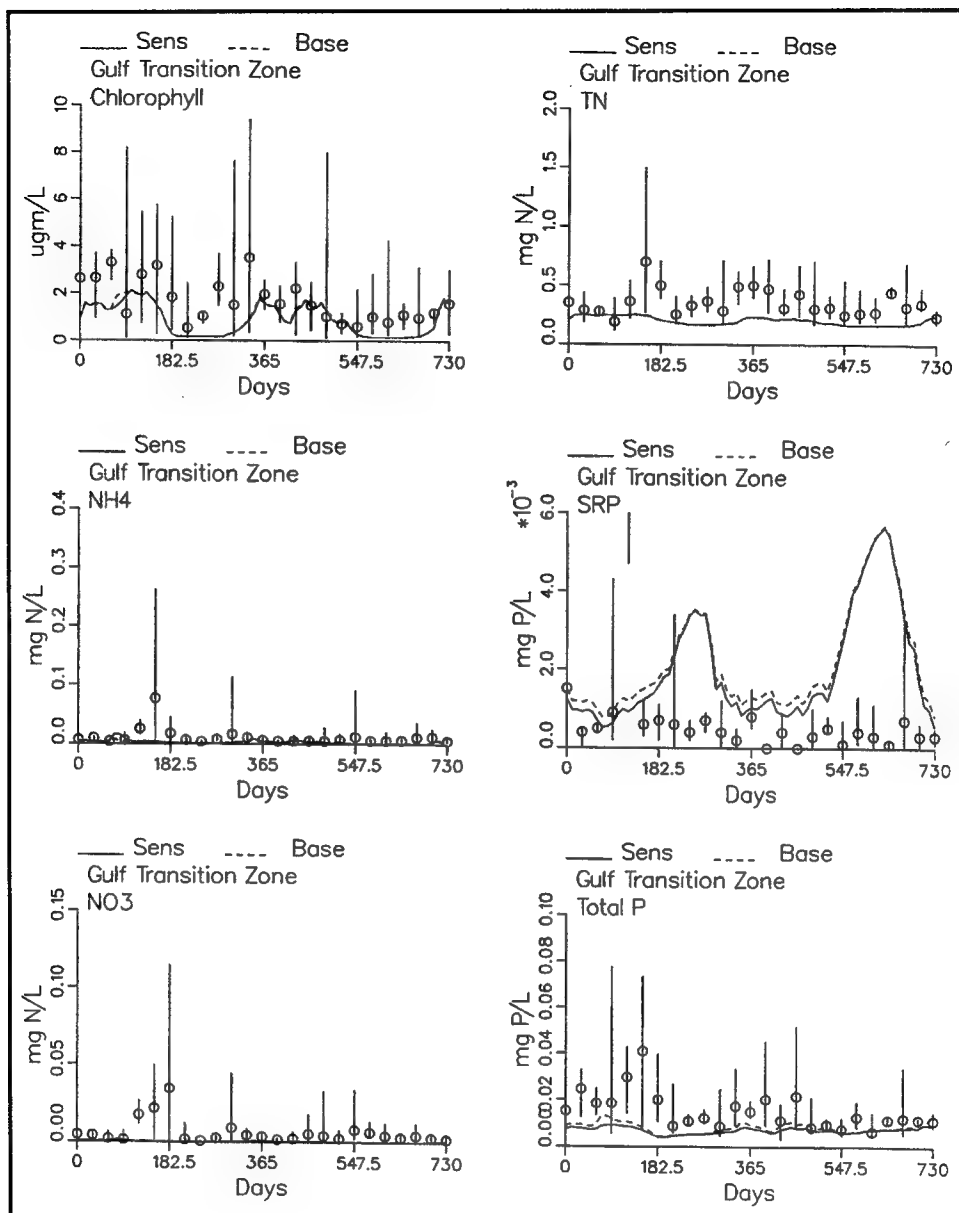 Sens Base
Gulf Transition Zone
Chlorophyll
ugm/L
10
8
6
4
2
0
0 182.5 365 547.5 730
Days
Sens Base
Gulf Transition Zone
TN
mg N/L
2.0
1.5
1.0
0.5
0.0
0 182.5 365 547.5 730
Days
Sens Base
Gulf Transition Zone
NH4
mg N/L
0.4
0.3
0.2
0.1
0.0
0 182.5 365 547.5 730
Days
Sens Base
Gulf Transition Zone
SRP
*10-3
mg P/L
6.0
4.0
2.0
0.0
0 182.5 365 547.5 730
Days
Sens Base
Gulf Transition Zone
NO3
mg N/L
0.15
0.10
0.05
0.00
0 182.5 365 547.5 730
Days
Sens Base
Gulf Transition Zone
Total P
mg P/L
0.10
0.08
0.06
0.04
0.02
0.00
0 182.5 365 547.5 730
Days